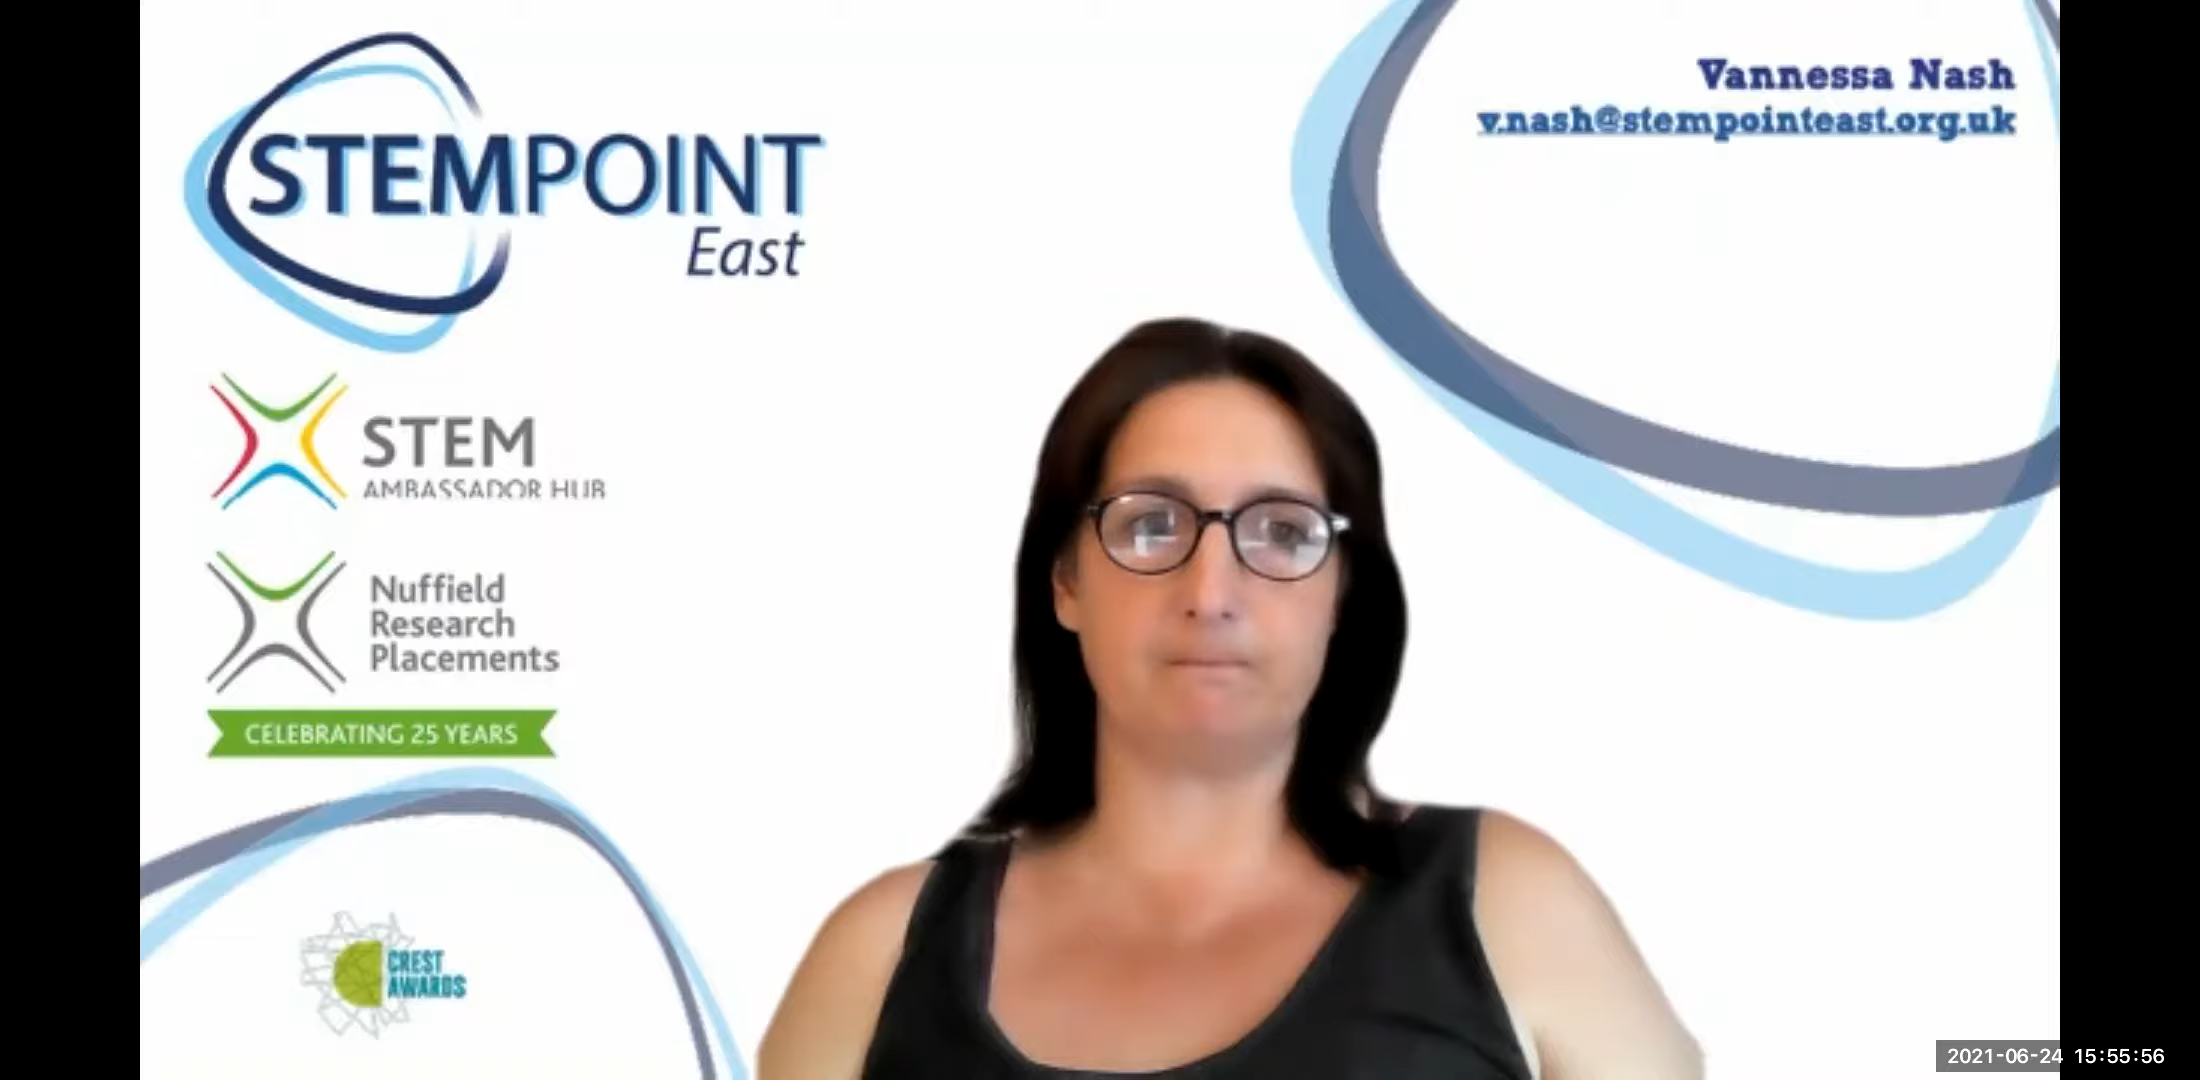 STEMPOINT
East
Vannessa Nash
v.nash@stempointeast.org.uk
STEM
AMBASSADOR HUB
Nuffield
Research
Placements
CELEBRATING 25 YEARS
CREST
AWARDS
2021-06-24 15:55:56